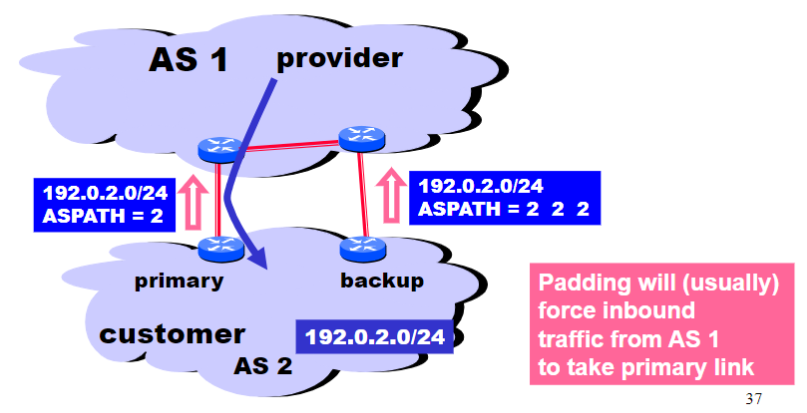 AS 1 provider
192.0.2.0/24
ASPATH = 2
192.0.2.0/24
ASPATH = 2 2 2
primary
backup
customer
192.0.2.0/24
AS 2
Padding will (usually)
force inbound
traffic from AS 1
to take primary link
37